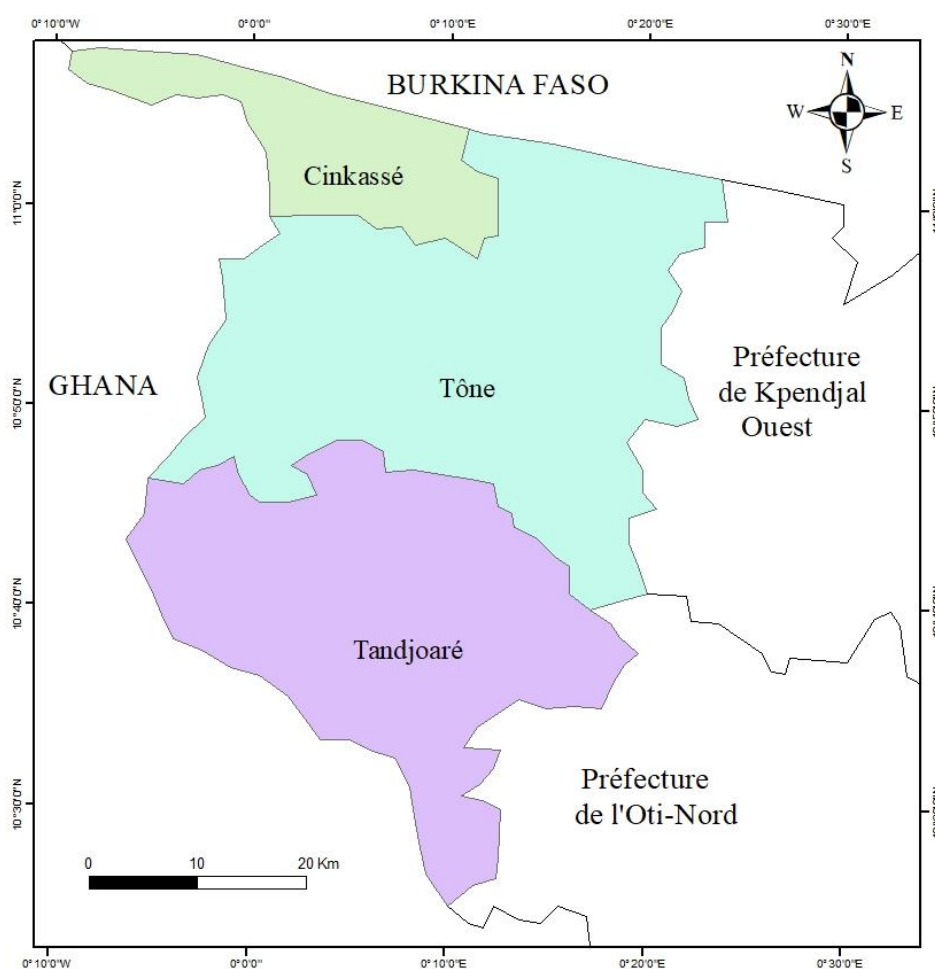 0° 10'0"W 0° 0'0" 0° 10'0"E 0° 20'0"E 0° 30'0"E
BURKINA FASO
N
W E
S
Cinkassé
11°0'0"N
GHANA
Tône
Préfecture
de Kpendjal
Ouest
10°50'0"N
10°40'0"N
Tandjoaré
Préfecture
de l'Oti-Nord
10°30'0"N
0 10 20 Km
0° 10'0"W 0° 0'0" 0° 10'0"E 0° 20'0"E 0° 30'0"E